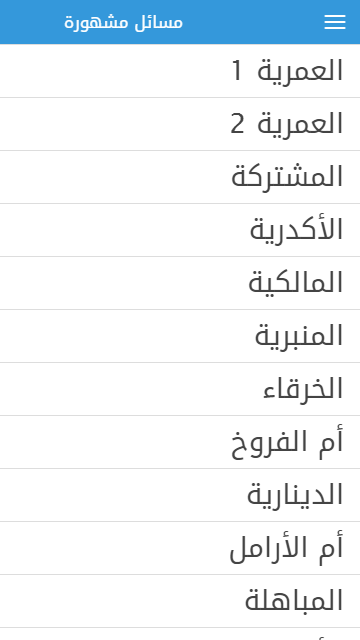 مسائل مشهورة
العمرية 1
العمرية 2
المشتركة
الأكدرية
المالكية
المنبرية
الخرقاء
أم الفروخ
الدينارية
أم الأرامل
المباهلة